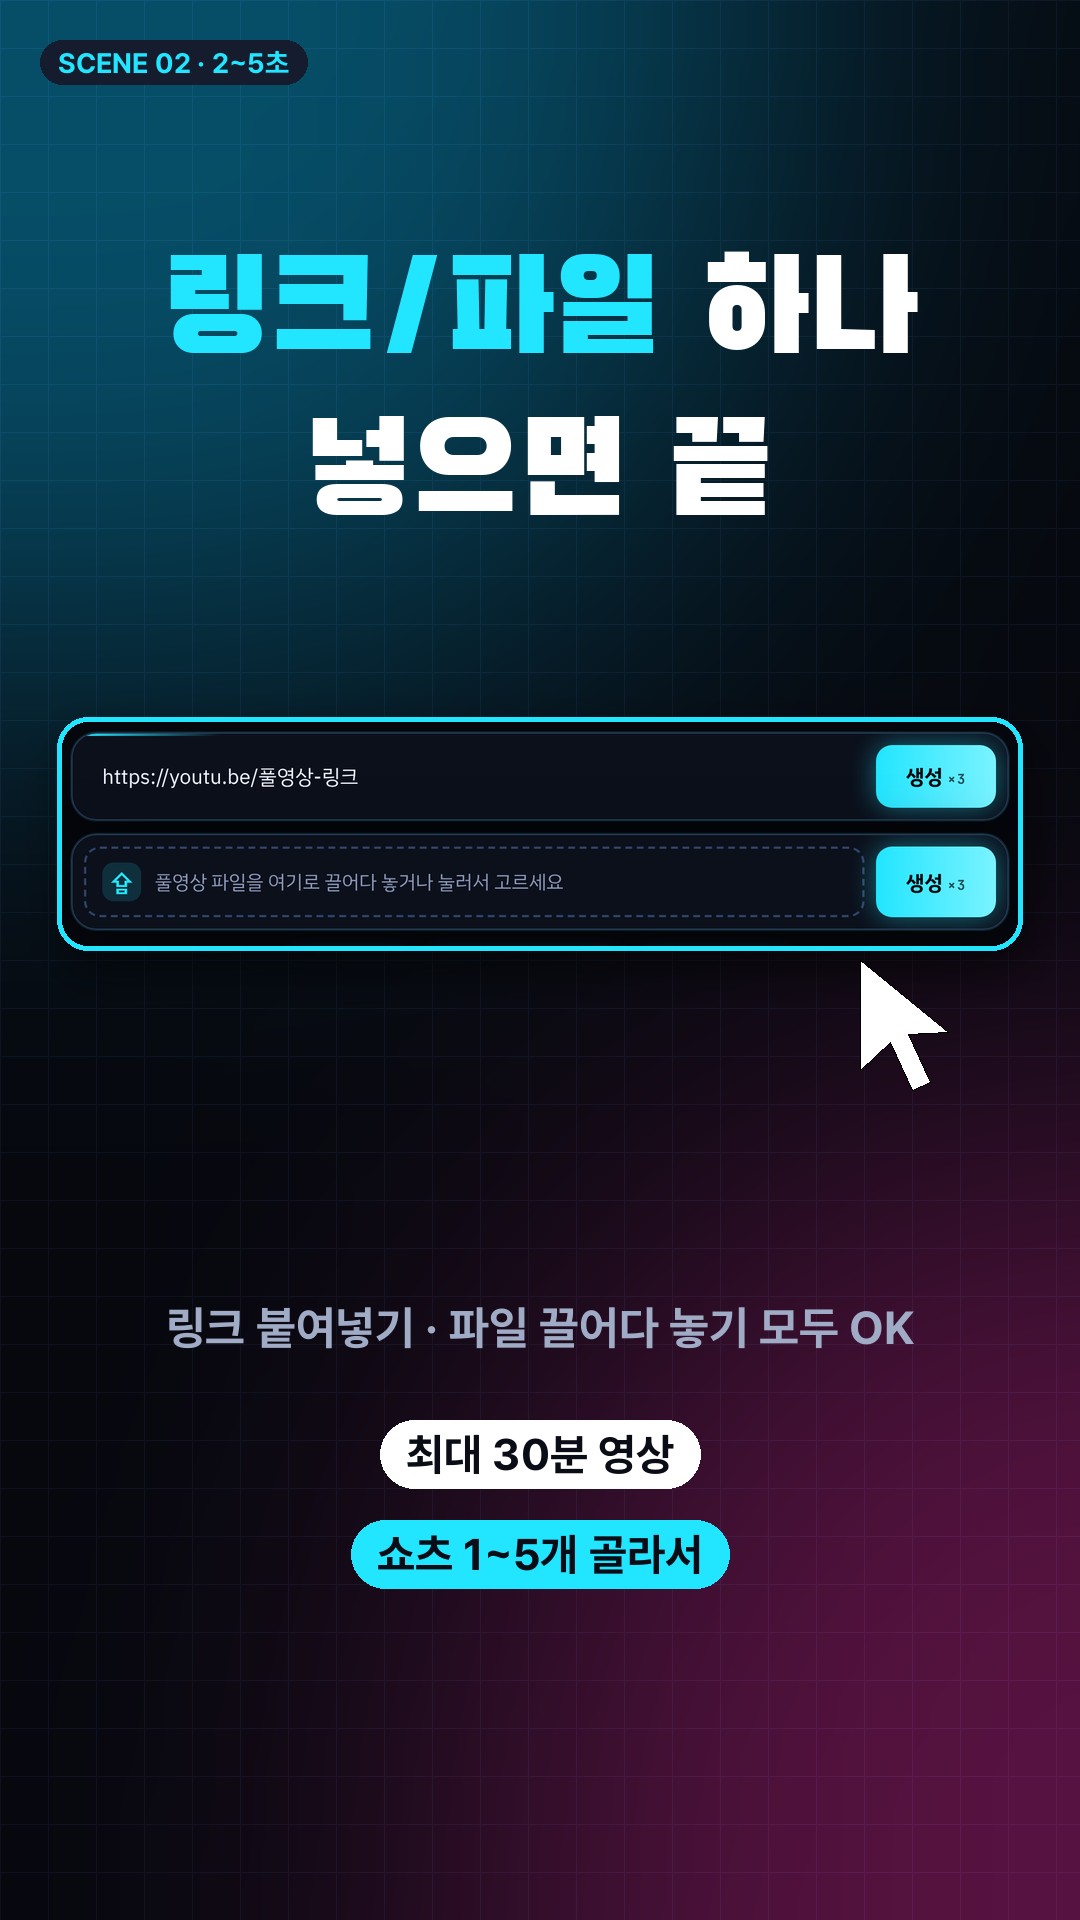 SCENE 02 · 2~5초
링크/파일 하나
넣으면 끝
https://youtu.be/풀영상-링크
생성 ×3
풀영상 파일을 여기로 끌어다 놓거나 눌러서 고르세요
생성 ×3
링크 붙여넣기 · 파일 끌어다 놓기 모두 OK
최대 30분 영상
쇼츠 1~5개 골라서